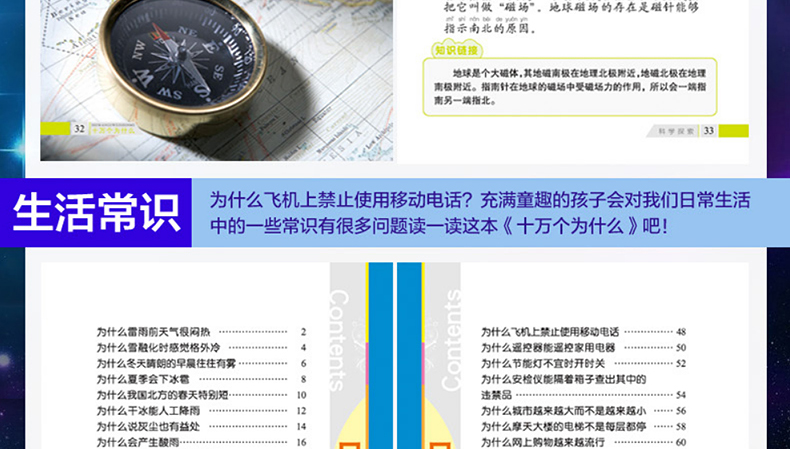 把它叫做“磁场”。地球磁场的存在是磁针能够
zhǐ shì nán běi de yuán yīn
指示南北的原因。
知识链接
地球是个大磁体,其地磁南极在地理北极附近,地磁北极在地理
南极附近。指南针在地球的磁场中受磁场力的作用,所以会一端指
南另一端指北。
32
科学探索 33
NW
N
W
SW
S
生活常识
为什么飞机上禁止使用移动电话?充满童趣的孩子会对我们日常生活
中的一些常识有很多问题读一读这本《十万个为什么》吧!
Contents
为什么雷雨前天气很闷热 2
为什么雪融化时感觉格外冷 4
为什么冬天晴朗的早晨往往有雾 6
为什么夏季会下冰雹 8
为什么我国北方的春天特别短 10
为什么干冰能人工降雨 12
为什么说灰尘也有益处 14
为什么会产生酸雨 16
Contents
为什么飞机上禁止使用移动电话 48
为什么遥控器能遥控家用电器 50
为什么节能灯不宜时开时关 52
为什么安检仪能隔着箱子查出其中的
违禁品 54
为什么城市越来越大而不是越来越小 56
为什么摩天大楼的电梯不是每层都停 58
为什么网上购物越来越流行 60